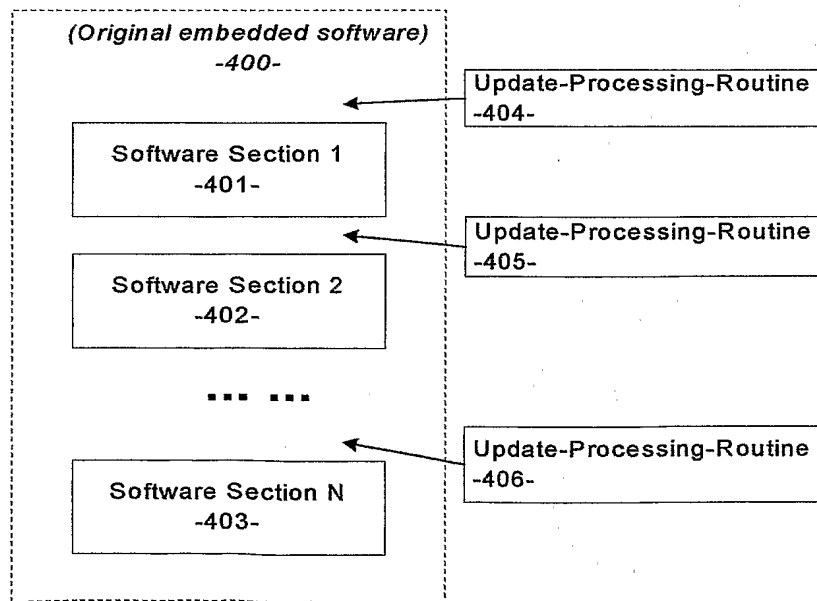 (Original embedded software)
-400-
Update-Processing-Routine
-404-
Software Section 1
-401-
Update-Processing-Routine
-405-
Software Section 2
-402-
... ...
Update-Processing-Routine
-406-
Software Section N
-403-